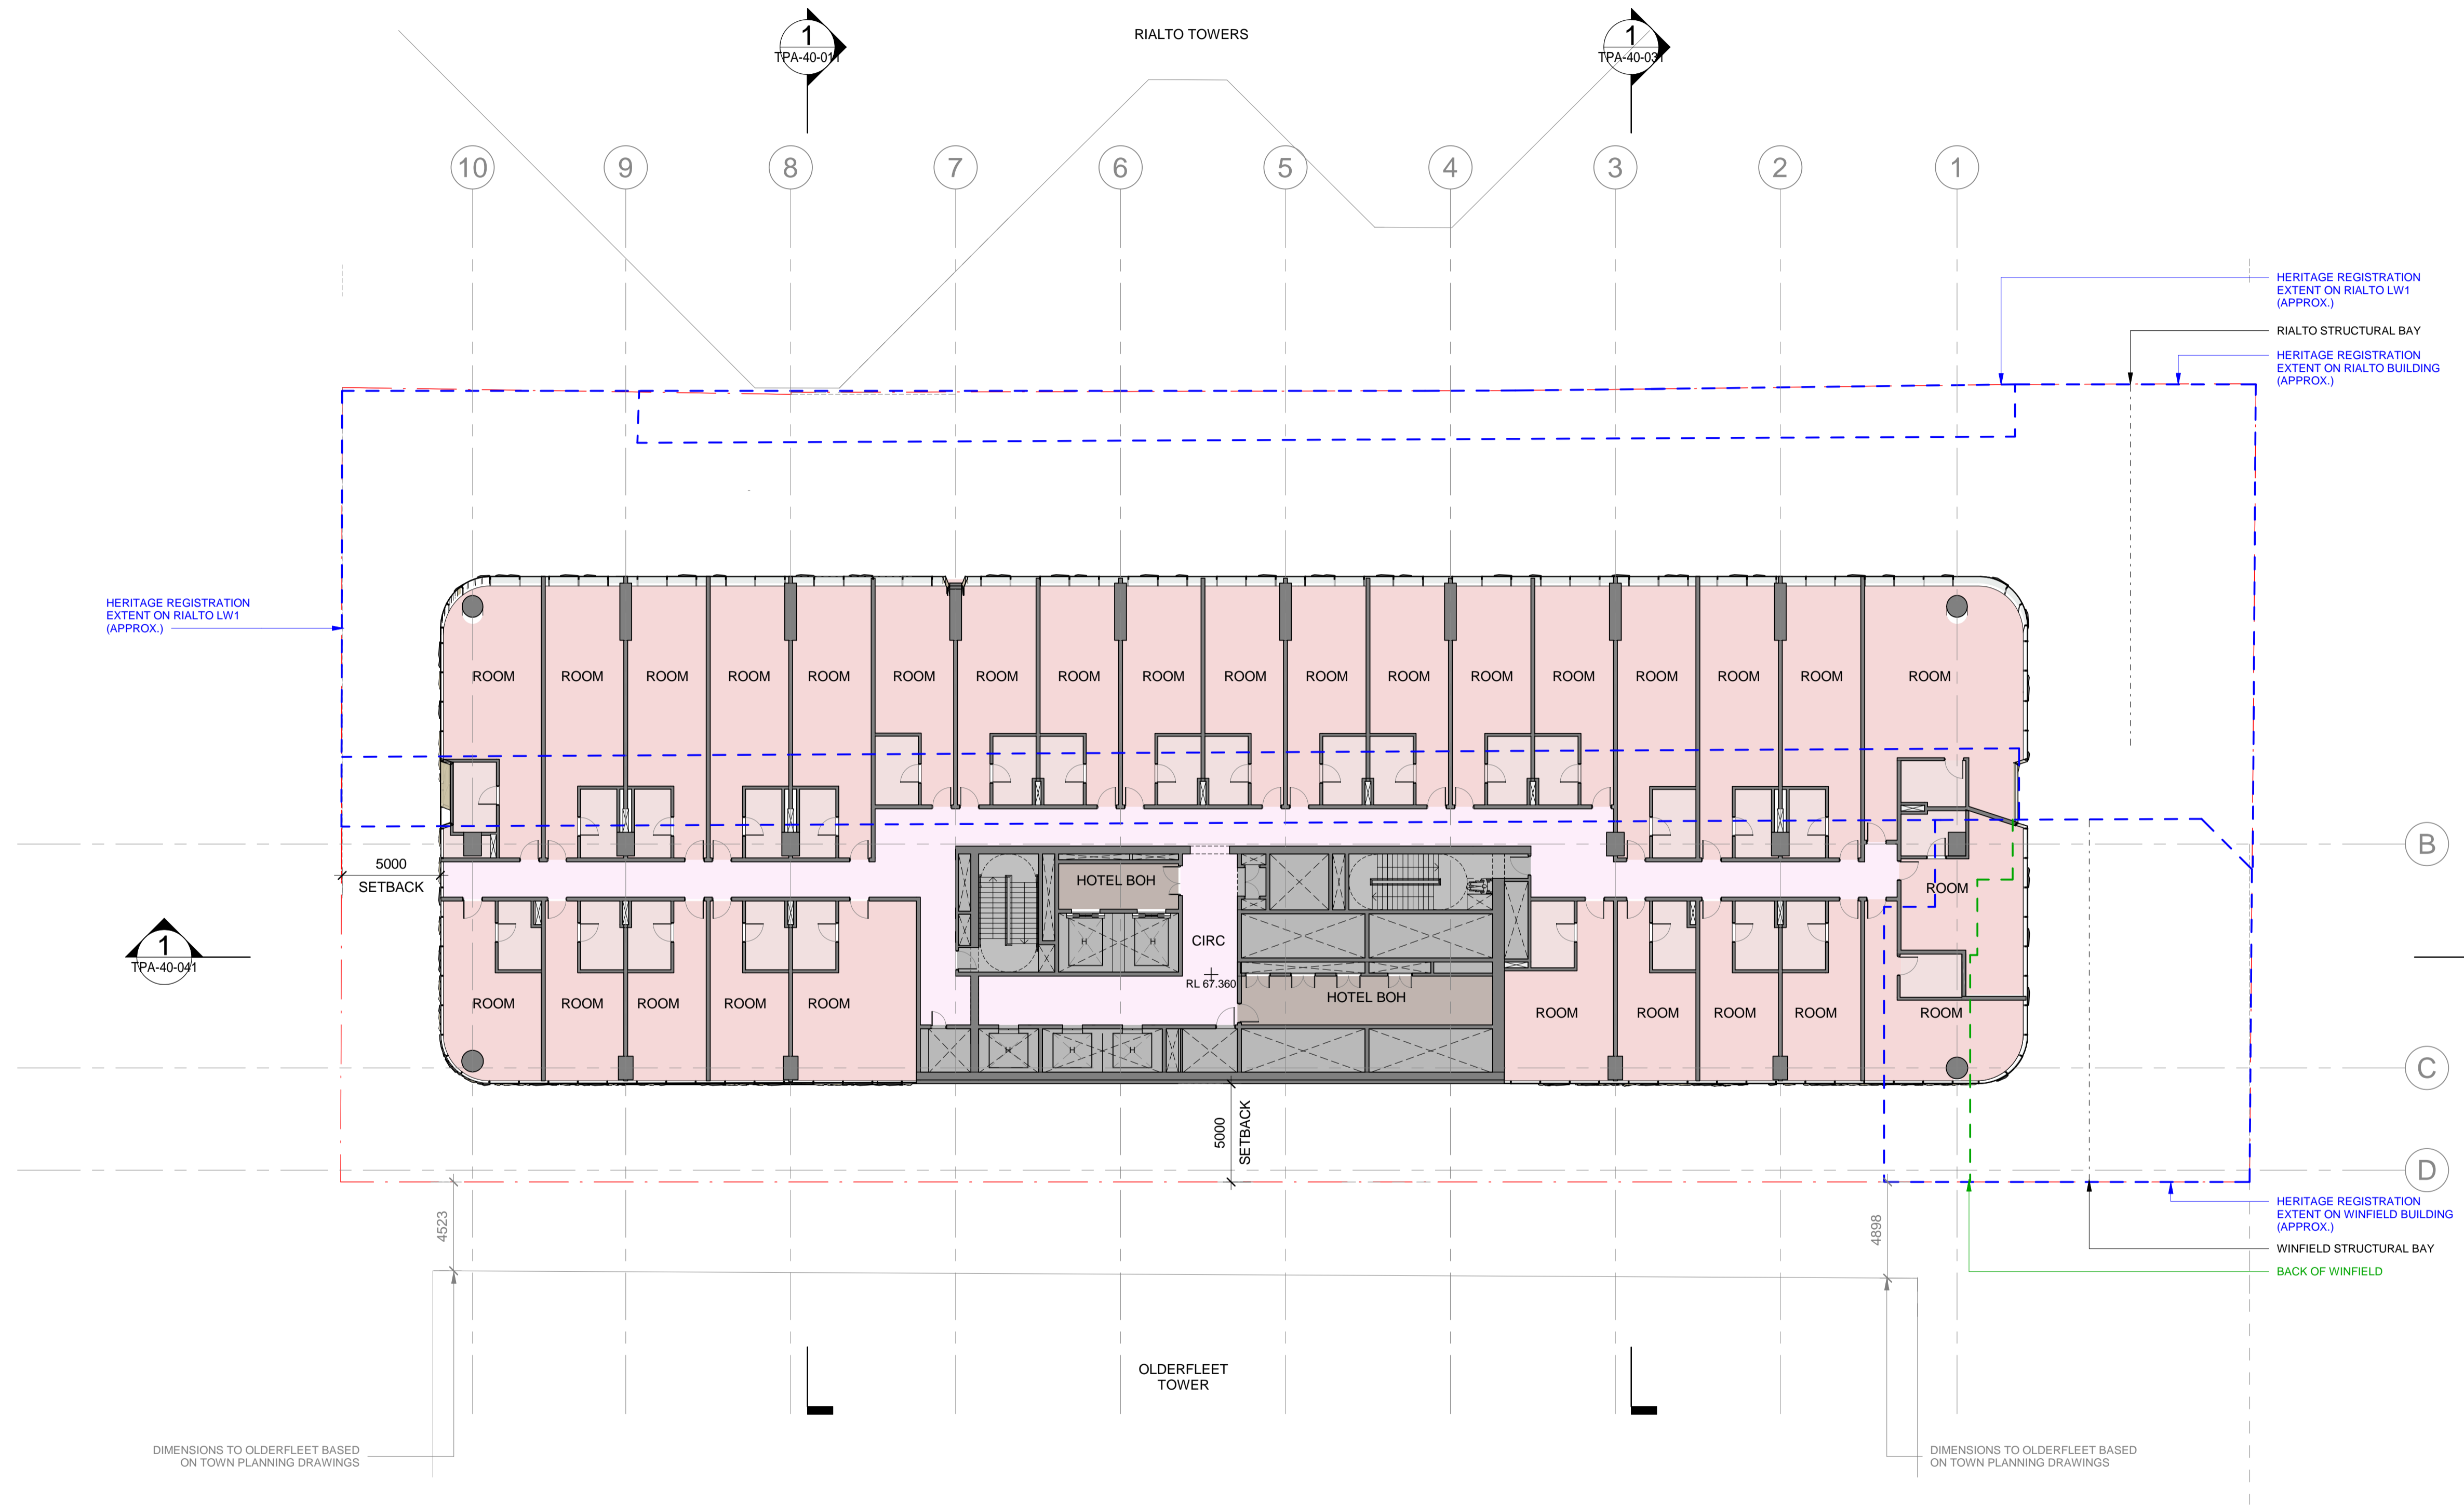 RIALTO TOWERS
1
TPA-40-011
1
TPA-40-031
10
9
8
7
6
5
4
3
2
1
HERITAGE REGISTRATION
EXTENT ON RIALTO LW1
(APPROX.)
RIALTO STRUCTURAL BAY
HERITAGE REGISTRATION
EXTENT ON RIALTO BUILDING
(APPROX.)
HERITAGE REGISTRATION
EXTENT ON RIALTO LW1
(APPROX.)
ROOM ROOM ROOM ROOM ROOM ROOM ROOM ROOM ROOM ROOM ROOM ROOM ROOM ROOM ROOM ROOM ROOM ROOM
B
5000
SETBACK
HOTEL BOH
ROOM
H H
CIRC
1
TPA-40-041
RL 67.360
HOTEL BOH
ROOM ROOM ROOM ROOM ROOM
ROOM ROOM ROOM ROOM ROOM
H H H
C
5000
SETBACK
D
4523
4898
HERITAGE REGISTRATION
EXTENT ON WINFIELD BUILDING
(APPROX.)
WINFIELD STRUCTURAL BAY
BACK OF WINFIELD
OLDERFLEET
TOWER
DIMENSIONS TO OLDERFLEET BASED
ON TOWN PLANNING DRAWINGS
DIMENSIONS TO OLDERFLEET BASED
ON TOWN PLANNING DRAWINGS